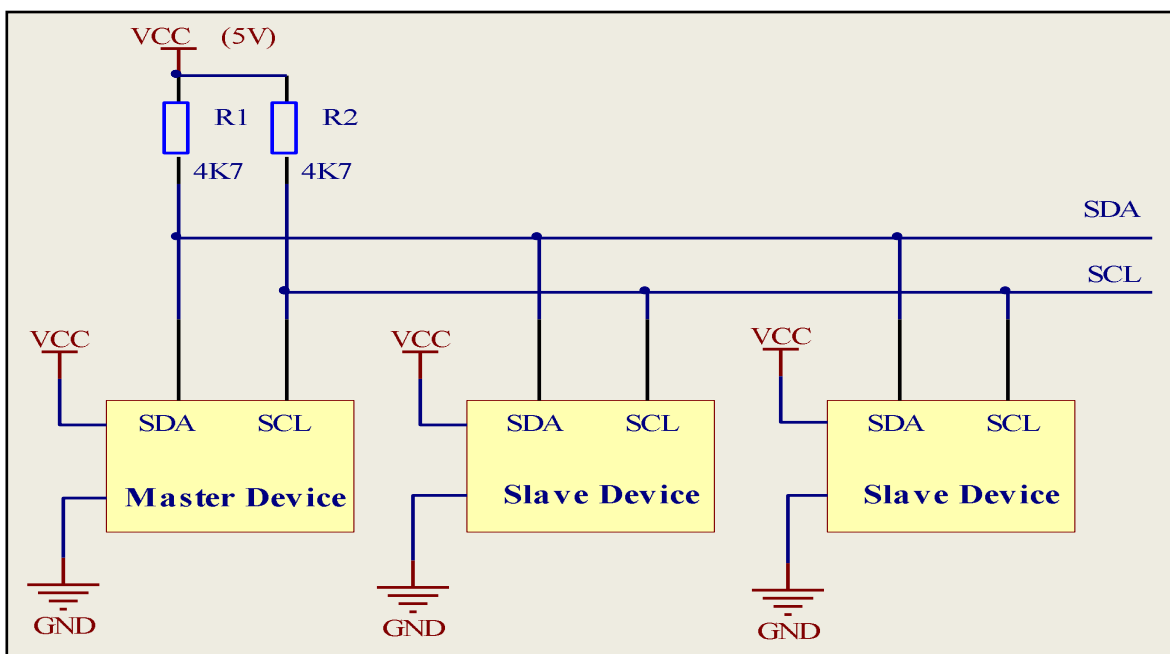 VCC (5V)
R1 R2
4K7 4K7
SDA
SCL
VCC VCC VCC
SDA SCL SDA SCL SDA SCL
Master Device Slave Device Slave Device
GND GND GND